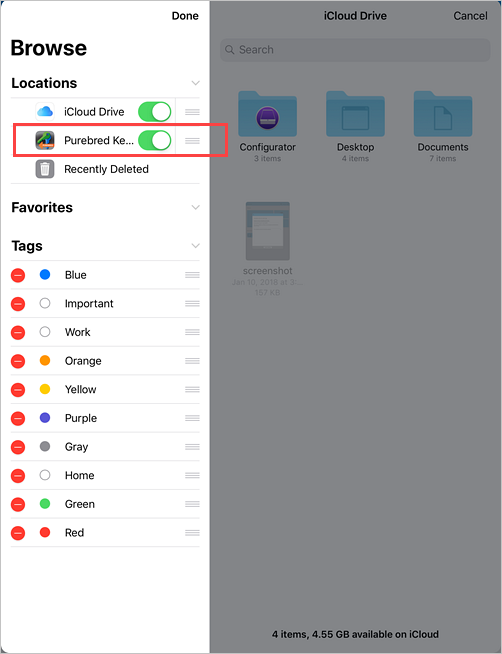 Done
Browse
Locations
iCloud Drive
Purebred Ke...
Recently Deleted
Favorites
Tags
Blue
Important
Work
Orange
Yellow
Purple
Gray
Home
Green
Red
iCloud Drive
Cancel
Search
Configurator
3 items
Desktop
4 items
Documents
7 items
screenshot
Jan 10, 2018 at 3:...
167 KB
4 items, 4.55 GB available on iCloud